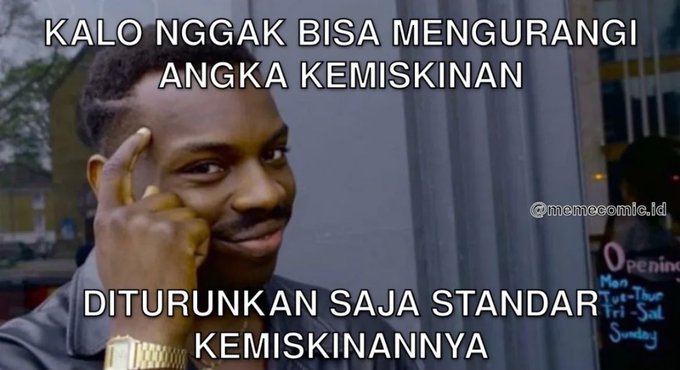 KALO NGGAK BISA MENGURANGI
ANGKA KEMISKINAN
@memecomic.id
Opening
Mon
Tue-Thur
Fri-Sat
Sunday
DITURUNKAN SAJA STANDAR
KEMISKINANNYA